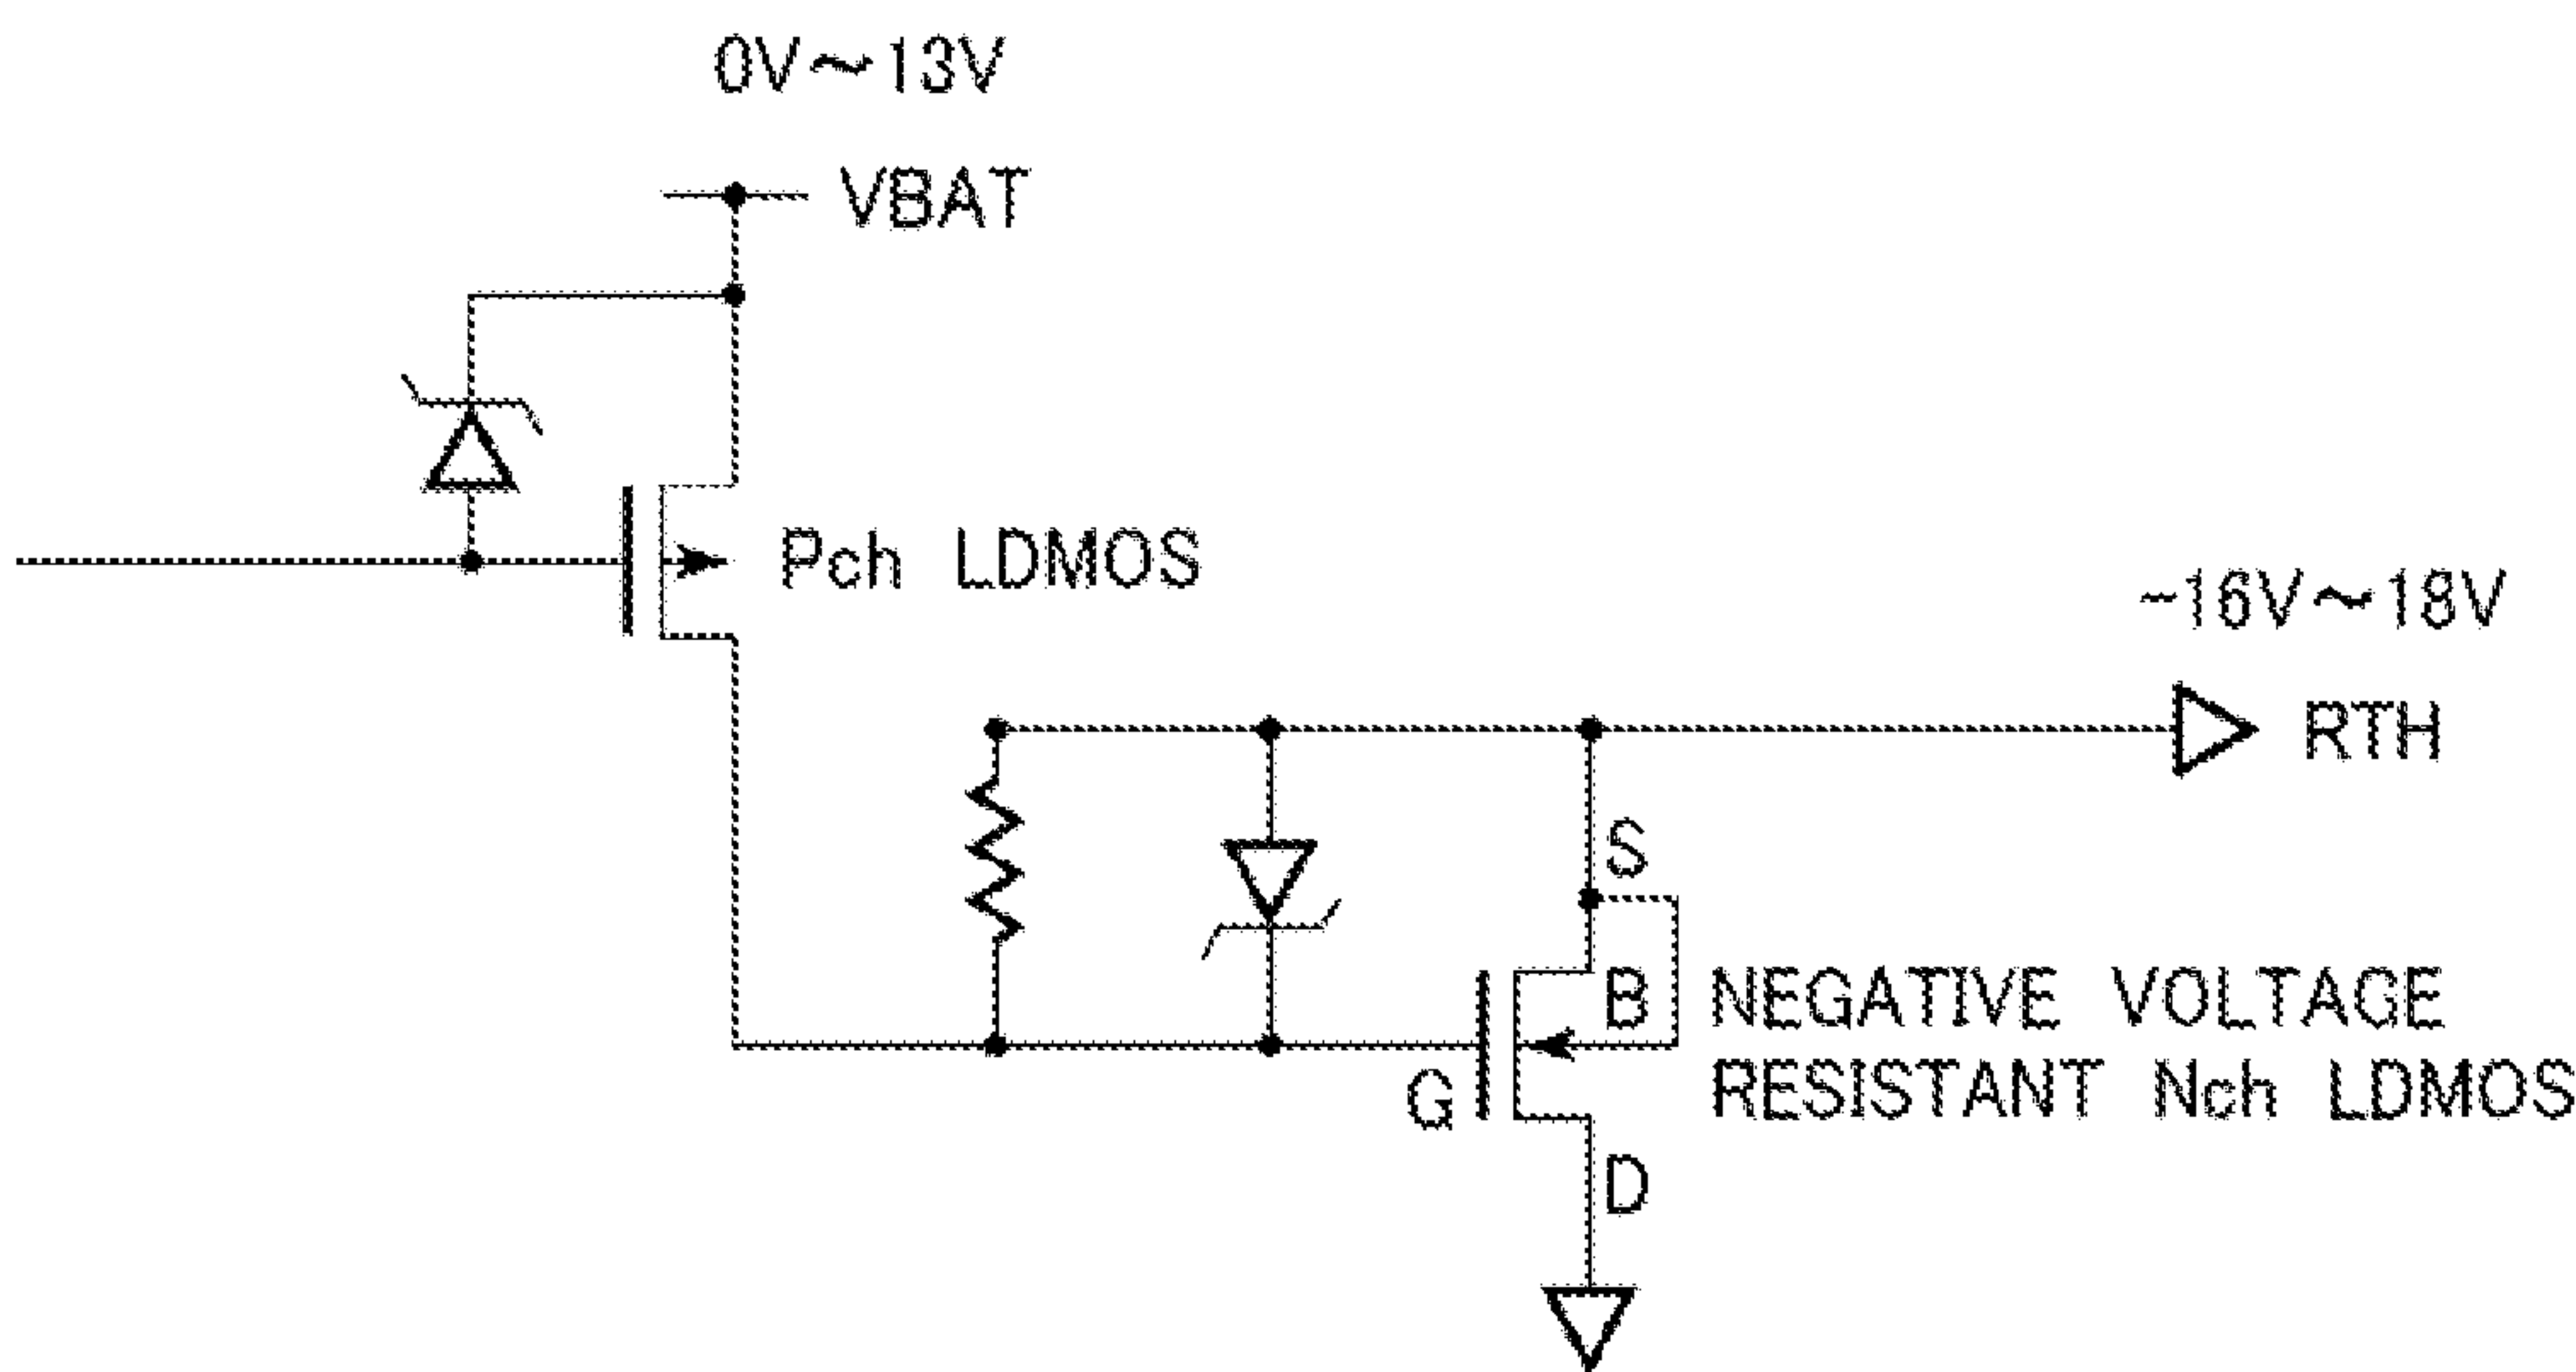 0V～13V
VBAT
Pch LDMOS
-16V～18V
RTH
S
B
NEGATIVE VOLTAGE
RESISTANT Nch LDMOS
G
D